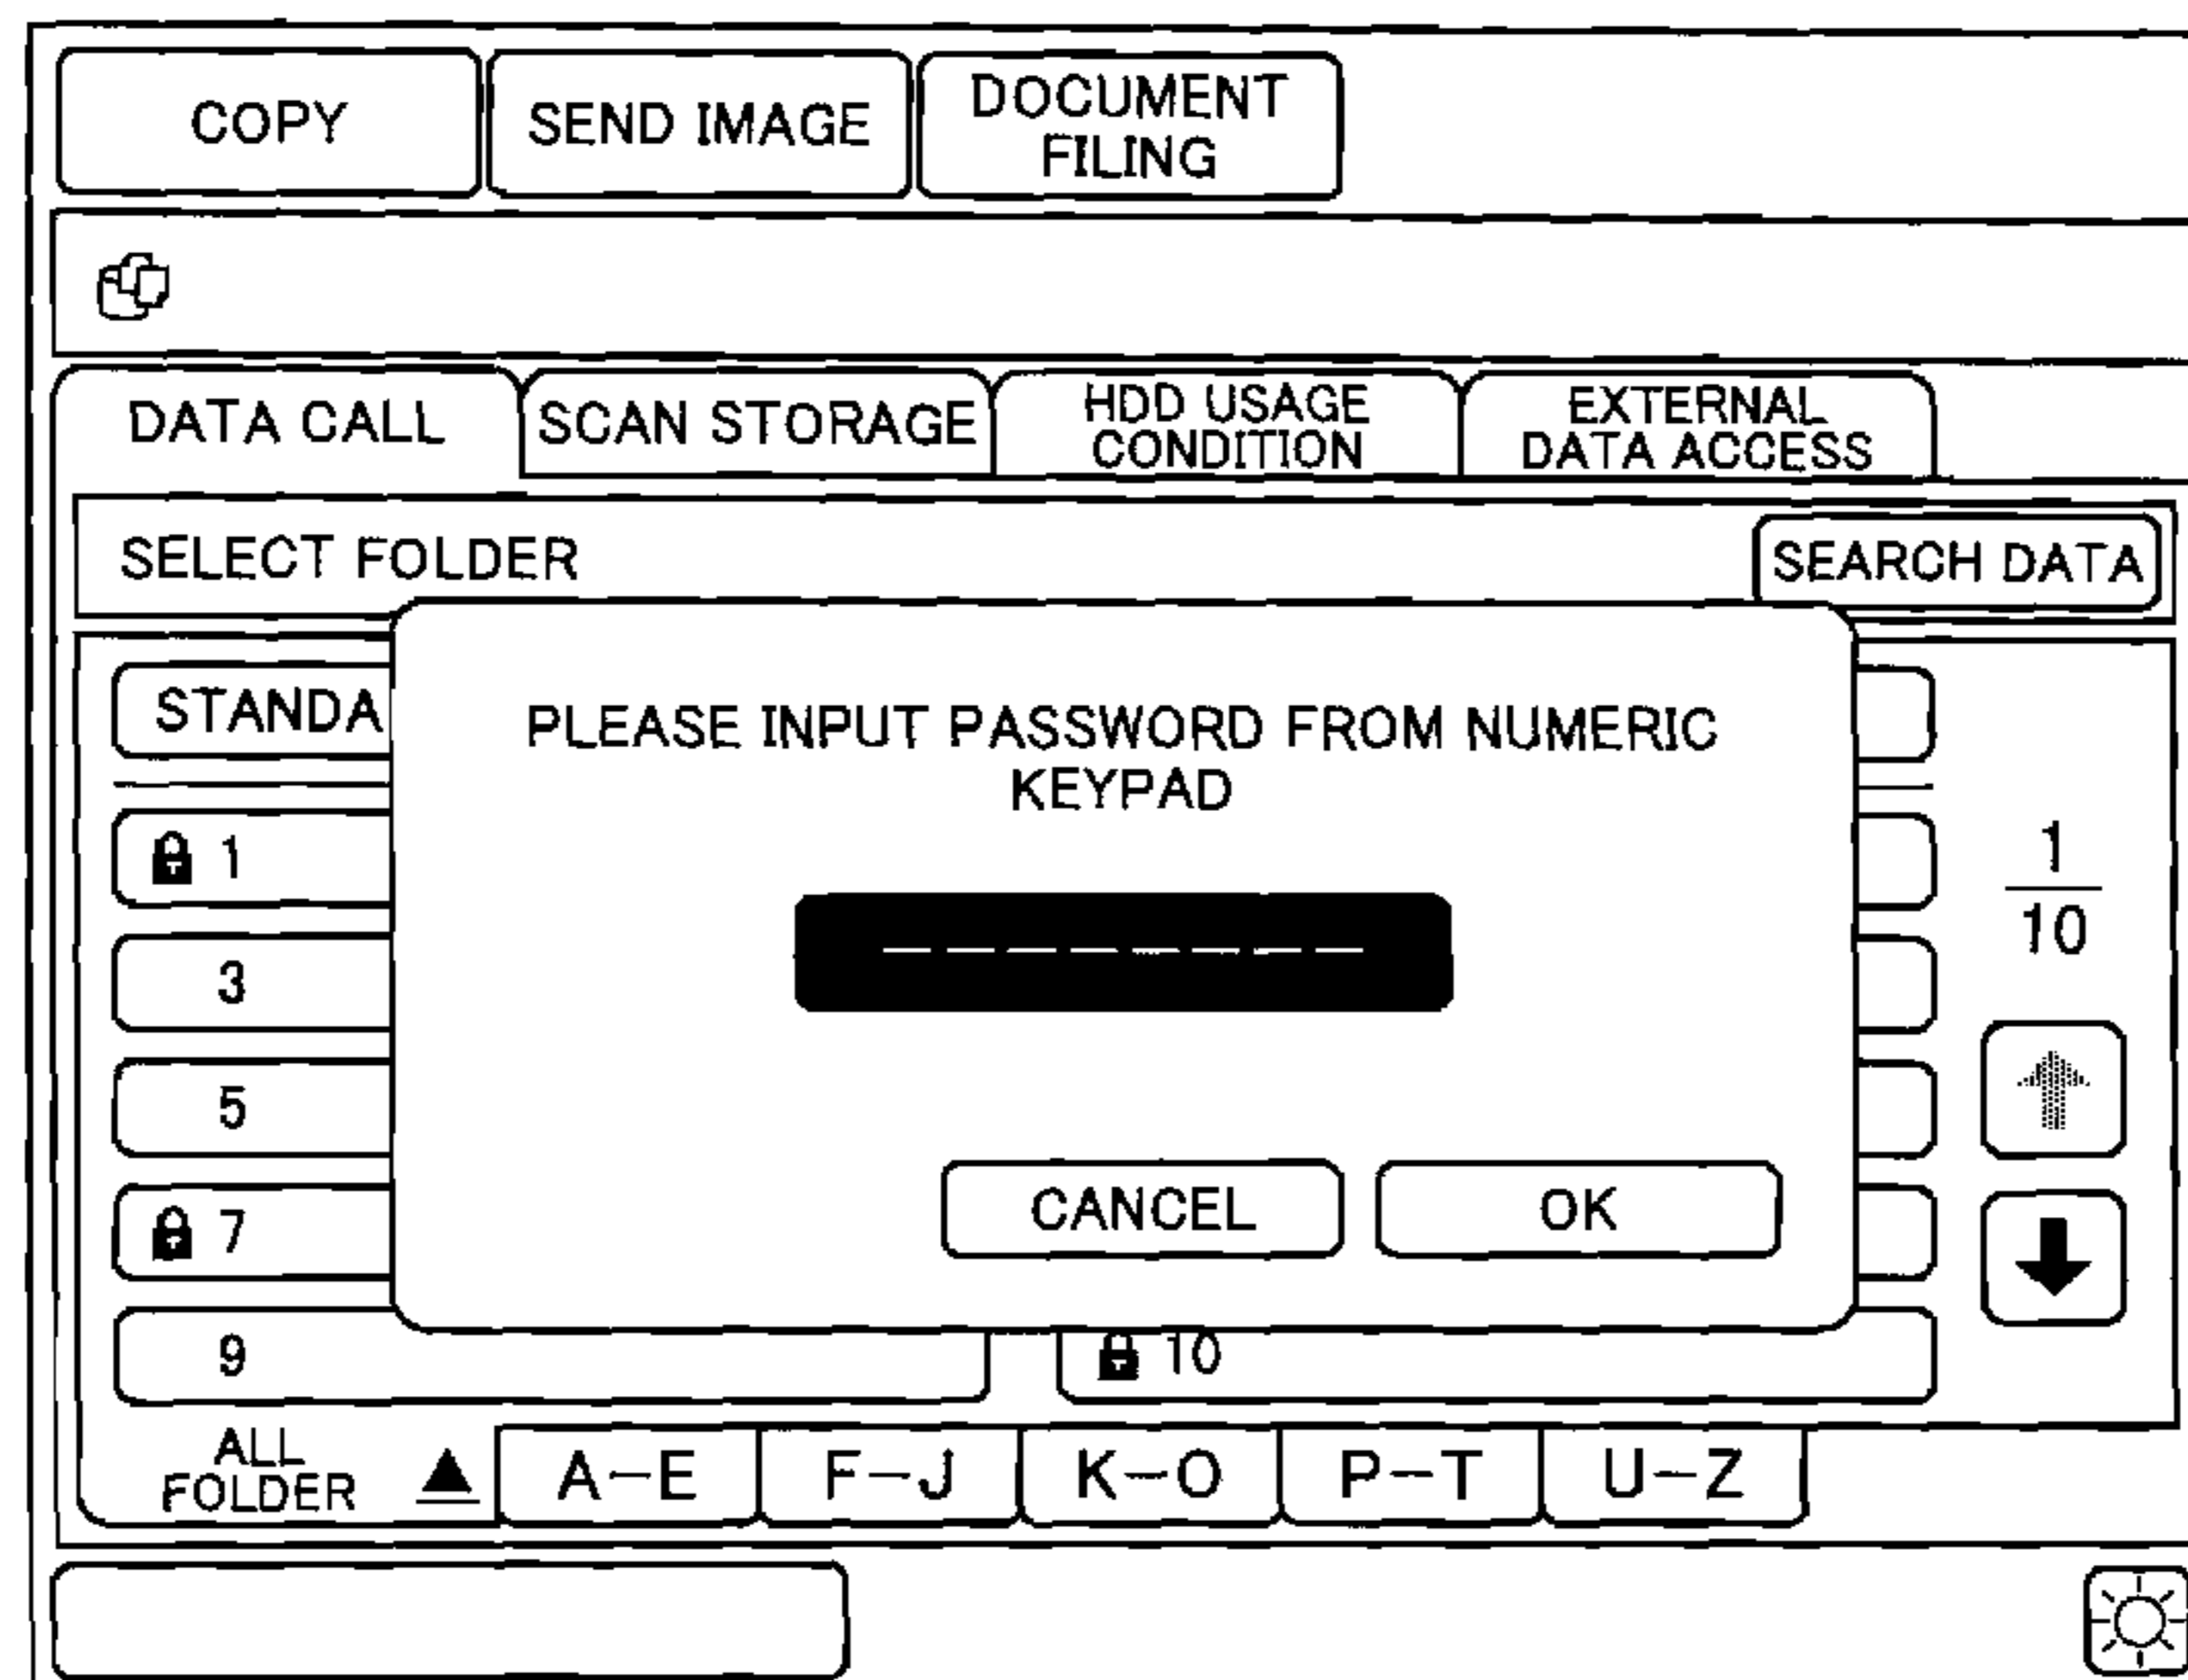 COPY
SEND IMAGE
DOCUMENT
FILING
DATA CALL
SCAN STORAGE
HDD USAGE
CONDITION
EXTERNAL
DATA ACCESS
SELECT FOLDER
SEARCH DATA
STANDA
PLEASE INPUT PASSWORD FROM NUMERIC
KEYPAD
1
3
5
7
9
10
1
10
CANCEL
OK
ALL
FOLDER
A-E
F-J
K-O
P-T
U-Z